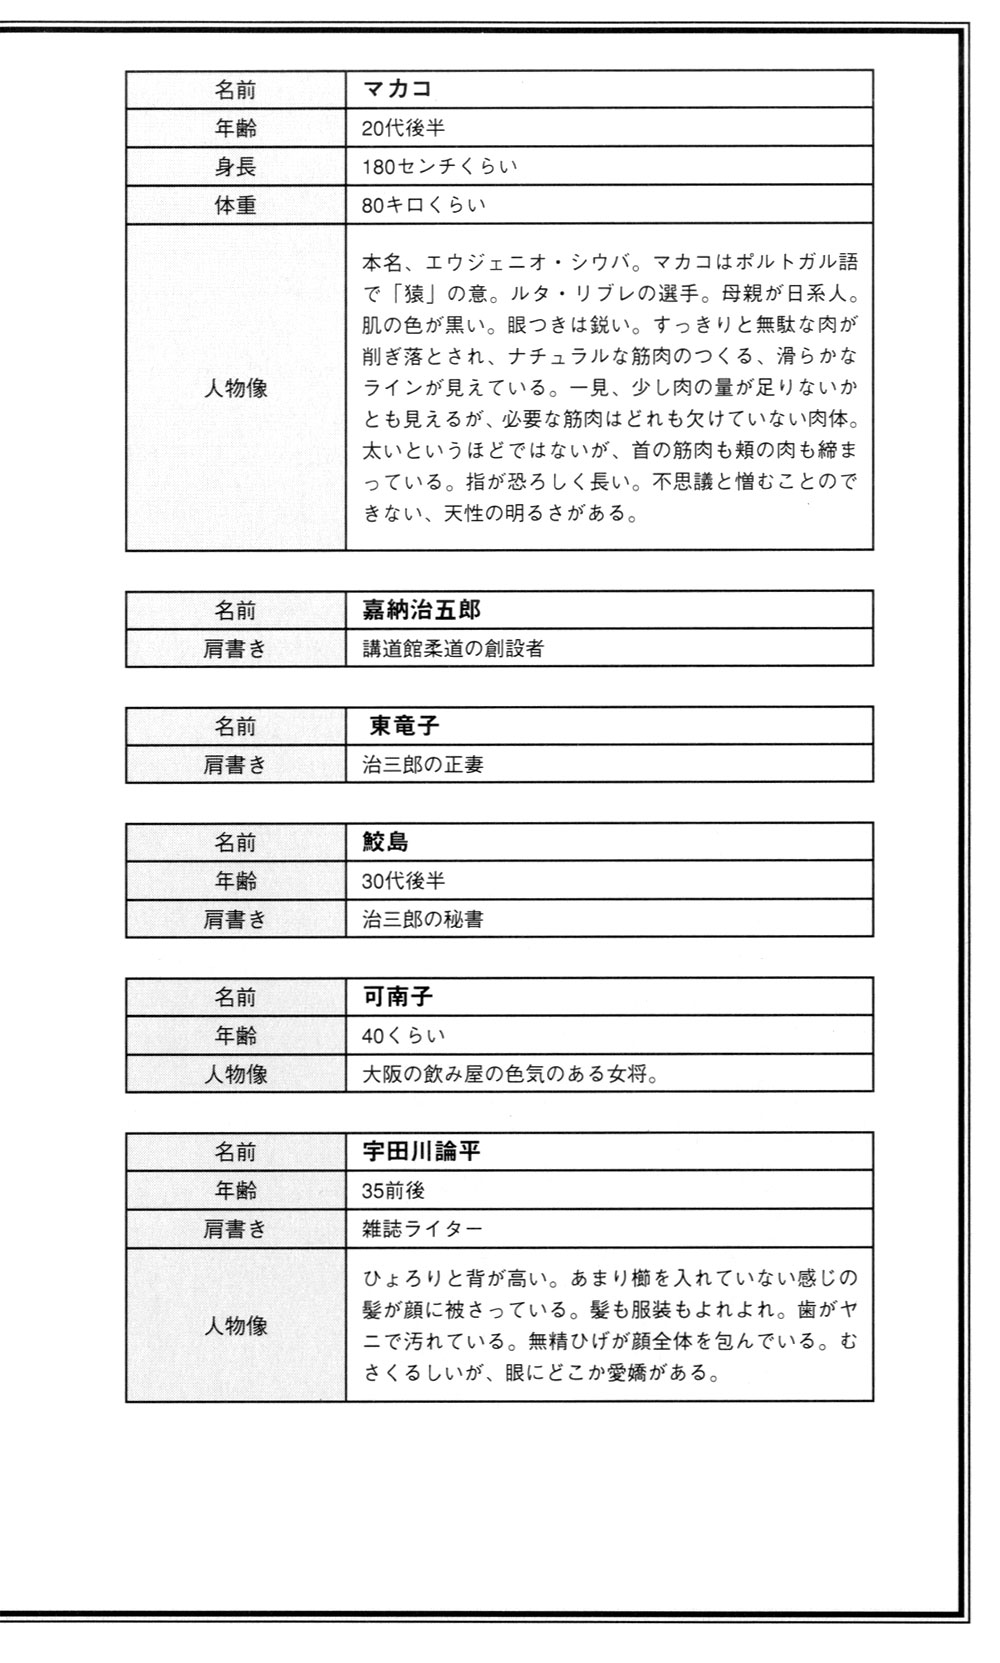 名前 マカコ
年齢 20代後半
身長 180センチくらい
体重 80キロくらい
人物像
本名、エウジェニオ・シウバ。マカコはポルトガル語
で「猿」の意。ルタ・リブレの選手。母親が日系人。
肌の色が黒い。眼つきは鋭い。すっきりと無駄な肉が
削ぎ落とされ、ナチュラルな筋肉のつくる、滑らかな
ラインが見えている。一見、少し肉の量が足りないか
とも見えるが、必要な筋肉はどれも欠けていない肉体。
太いというほどではないが、首の筋肉も頬の肉も締ま
っている。指が恐ろしく長い。不思議と憎むことので
きない、天性の明るさがある。
名前 嘉納治五郎
肩書き 講道館柔道の創設者
名前 東竜子
肩書き 治三郎の正妻
名前 鮫島
年齢 30代後半
肩書き 治三郎の秘書
名前 可南子
年齢 40くらい
人物像 大阪の飲み屋の色気のある女将。
名前 宇田川論平
年齢 35前後
肩書き 雑誌ライター
人物像
ひょろりと背が高い。あまり櫛を入れていない感じの
髪が顔に被さっている。髪も服装もよれよれ。歯がヤ
ニで汚れている。無精ひげが顔全体を包んでいる。む
さくるしいが、眼にどこか愛嬌がある。